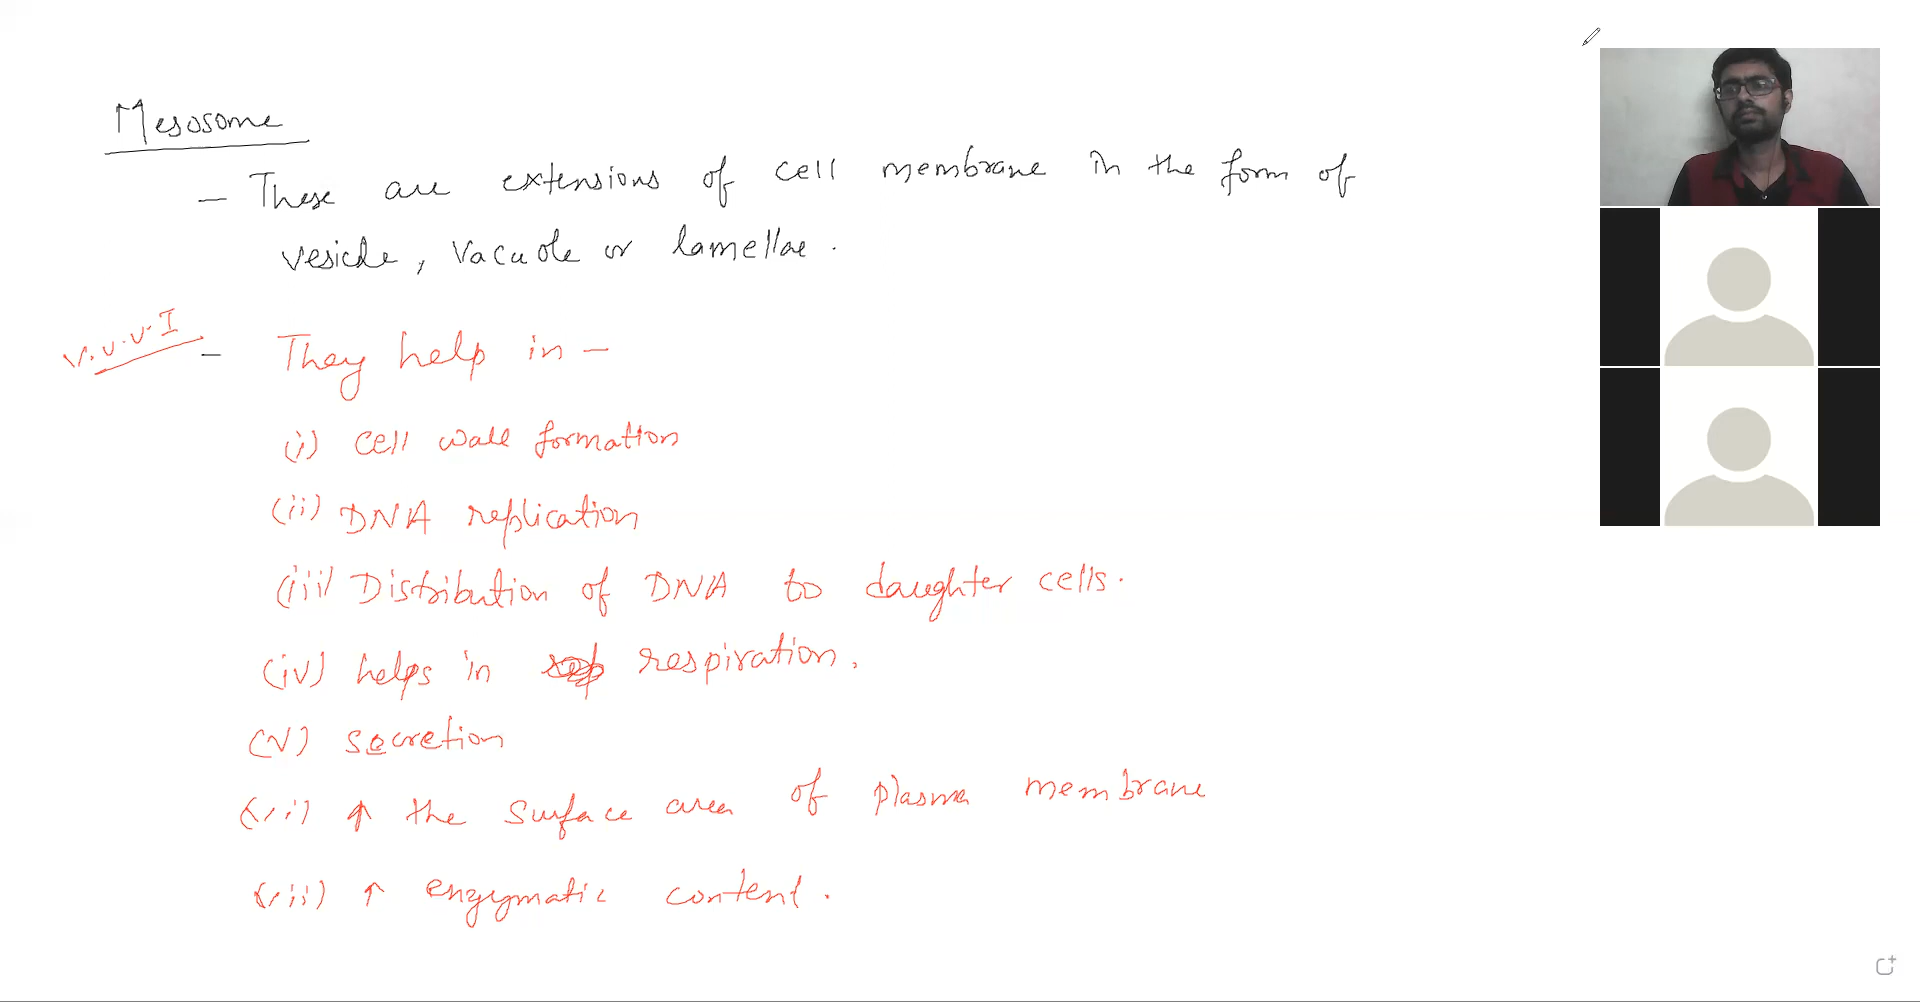 Mesosome
- These are extensions of cell membrane in the form of
vesicle, vacuole or lamellae.
V.V.V.I - They help in -
(i) cell wall formation
(ii) DNA replication
(iii) Distribution of DNA to daughter cells.
(iv) helps in respiration.
(v) secretion
(vi) ↑ the surface area of plasma membrane
(vii) ↑ enzymatic content.